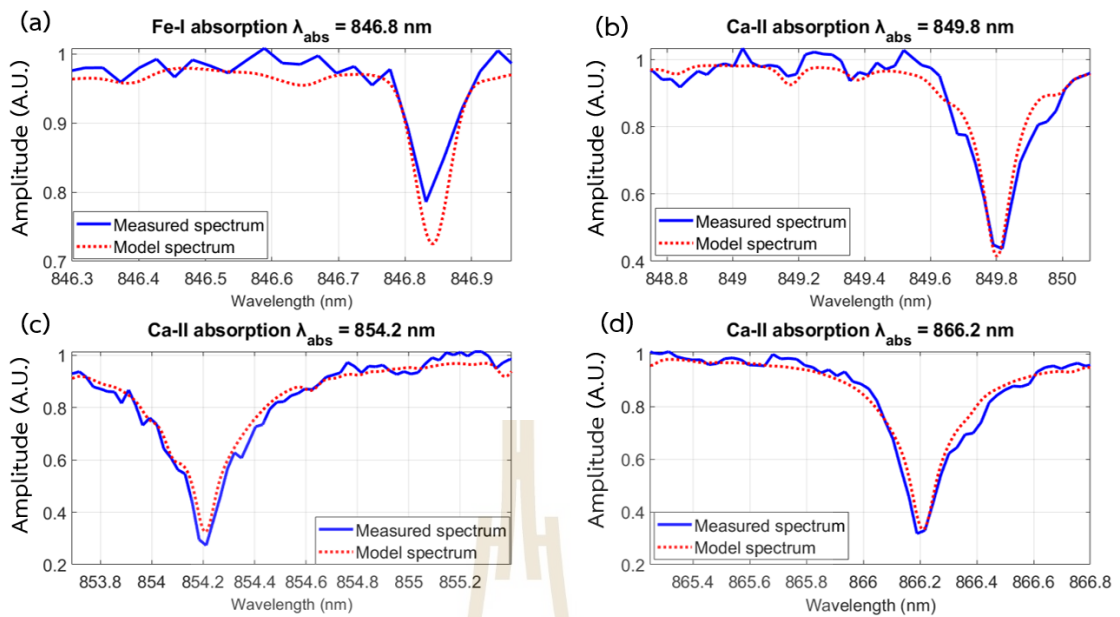 (a)
Fe-I absorption λabs = 846.8 nm
Amplitude (A.U.)
1
0.9
0.8
0.7
Measured spectrum
Model spectrum
846.3 846.4 846.5 846.6 846.7 846.8 846.9
Wavelength (nm)
(b)
Ca-II absorption λabs = 849.8 nm
Amplitude (A.U.)
1
0.8
0.6
0.4
Measured spectrum
Model spectrum
848.8 849 849.2 849.4 849.6 849.8 850
Wavelength (nm)
(c)
Ca-II absorption λabs = 854.2 nm
Amplitude (A.U.)
1
0.8
0.6
0.4
0.2
Measured spectrum
Model spectrum
853.8 854 854.2 854.4 854.6 854.8 855 855.2
Wavelength (nm)
(d)
Ca-II absorption λabs = 866.2 nm
Amplitude (A.U.)
1
0.8
0.6
0.4
0.2
Measured spectrum
Model spectrum
865.4 865.6 865.8 866 866.2 866.4 866.6 866.8
Wavelength (nm)